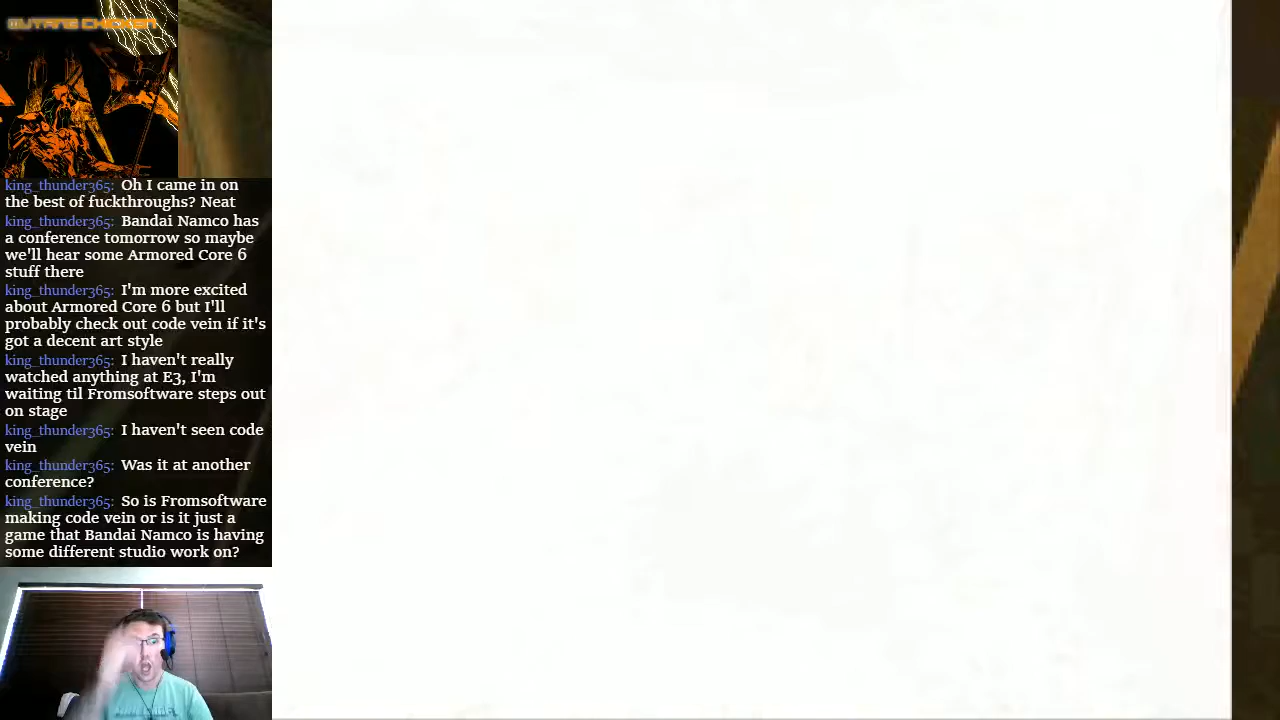 MUTANT CHICKEN
king_thunder365: Oh I came in on
the best of fuckthroughs? Neat
king_thunder365: Bandai Namco has
a conference tomorrow so maybe
we'll hear some Armored Core 6
stuff there
king_thunder365: I'm more excited
about Armored Core 6 but I'll
probably check out code vein if it's
got a decent art style
king_thunder365: I haven't really
watched anything at E3, I'm
waiting til Fromsoftware steps out
on stage
king_thunder365: I haven't seen code
vein
king_thunder365: Was it at another
conference?
king_thunder365: So is Fromsoftware
making code vein or is it just a
game that Bandai Namco is having
some different studio work on?